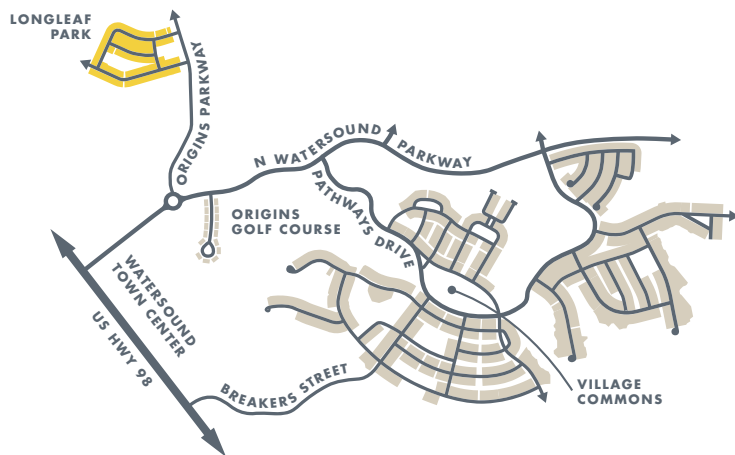 LONGLEAF
PARK
ORIGINS PARKWAY
N WATERSOUND PARKWAY
PATHWAYS DRIVE
ORIGINS
GOLF COURSE
WATERSOUND
TOWN CENTER
US HWY 98
BREAKERS STREET
VILLAGE
COMMONS